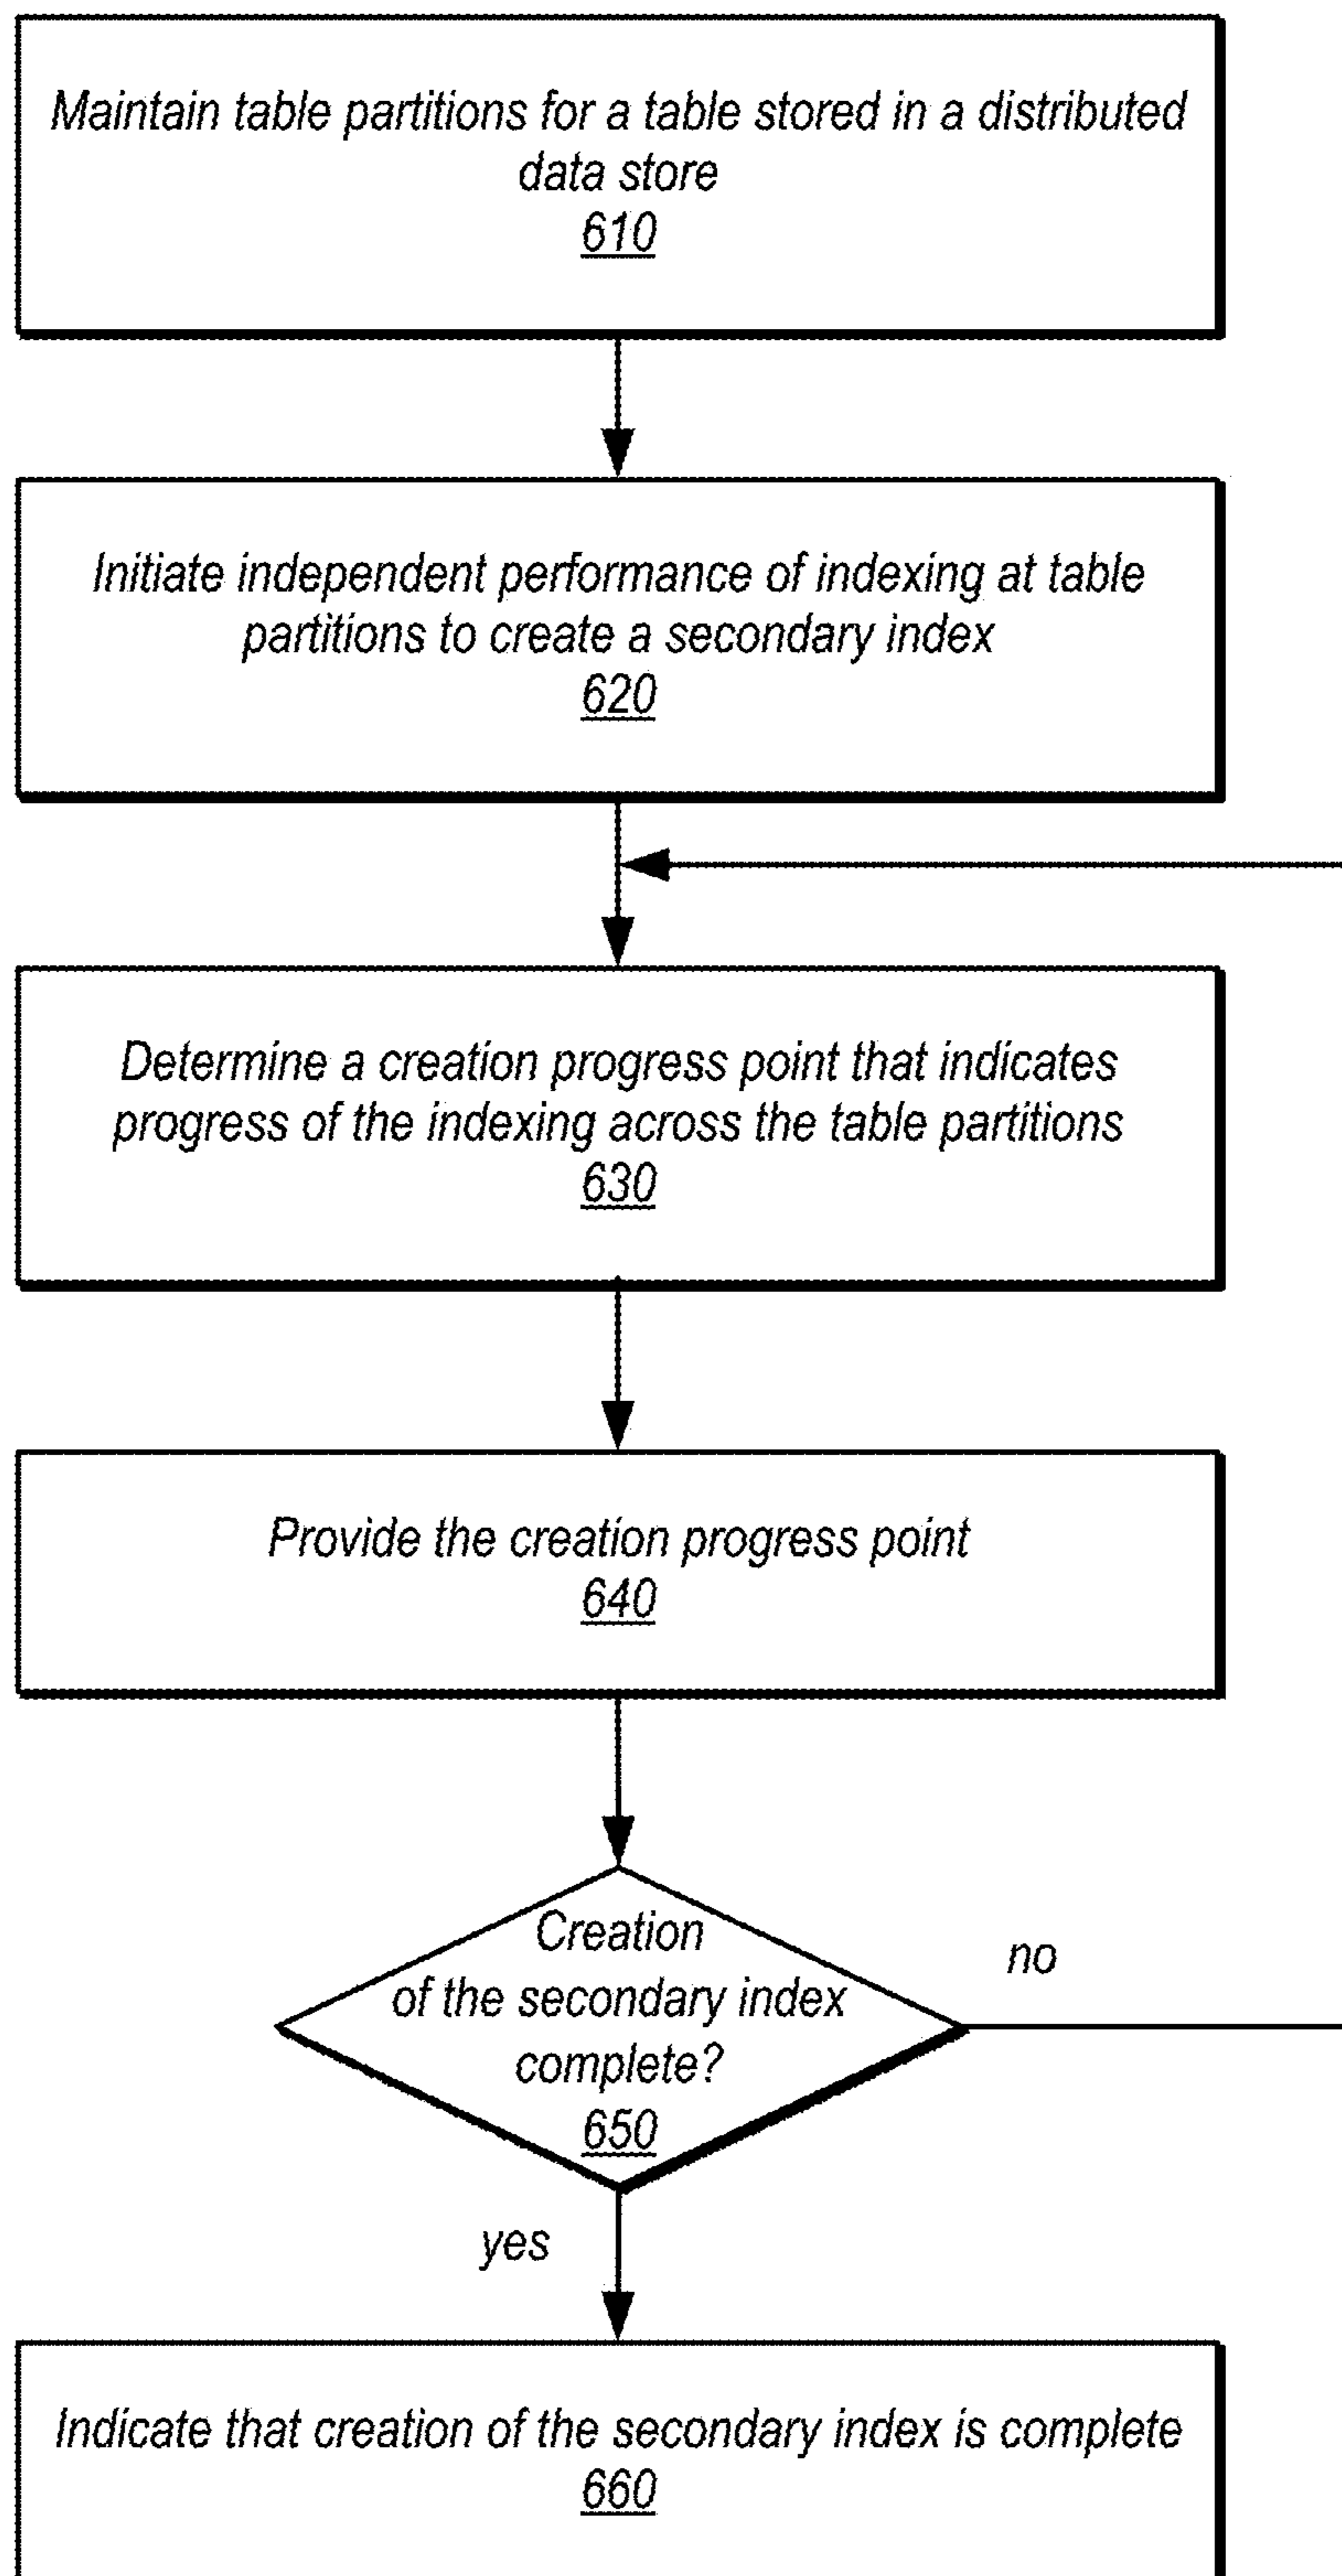 Maintain table partitions for a table stored in a distributed
data store
610
Initiate independent performance of indexing at table
partitions to create a secondary index
620
Determine a creation progress point that indicates
progress of the indexing across the table partitions
630
Provide the creation progress point
640
Creation
of the secondary index
complete?
650
no
yes
Indicate that creation of the secondary index is complete
660